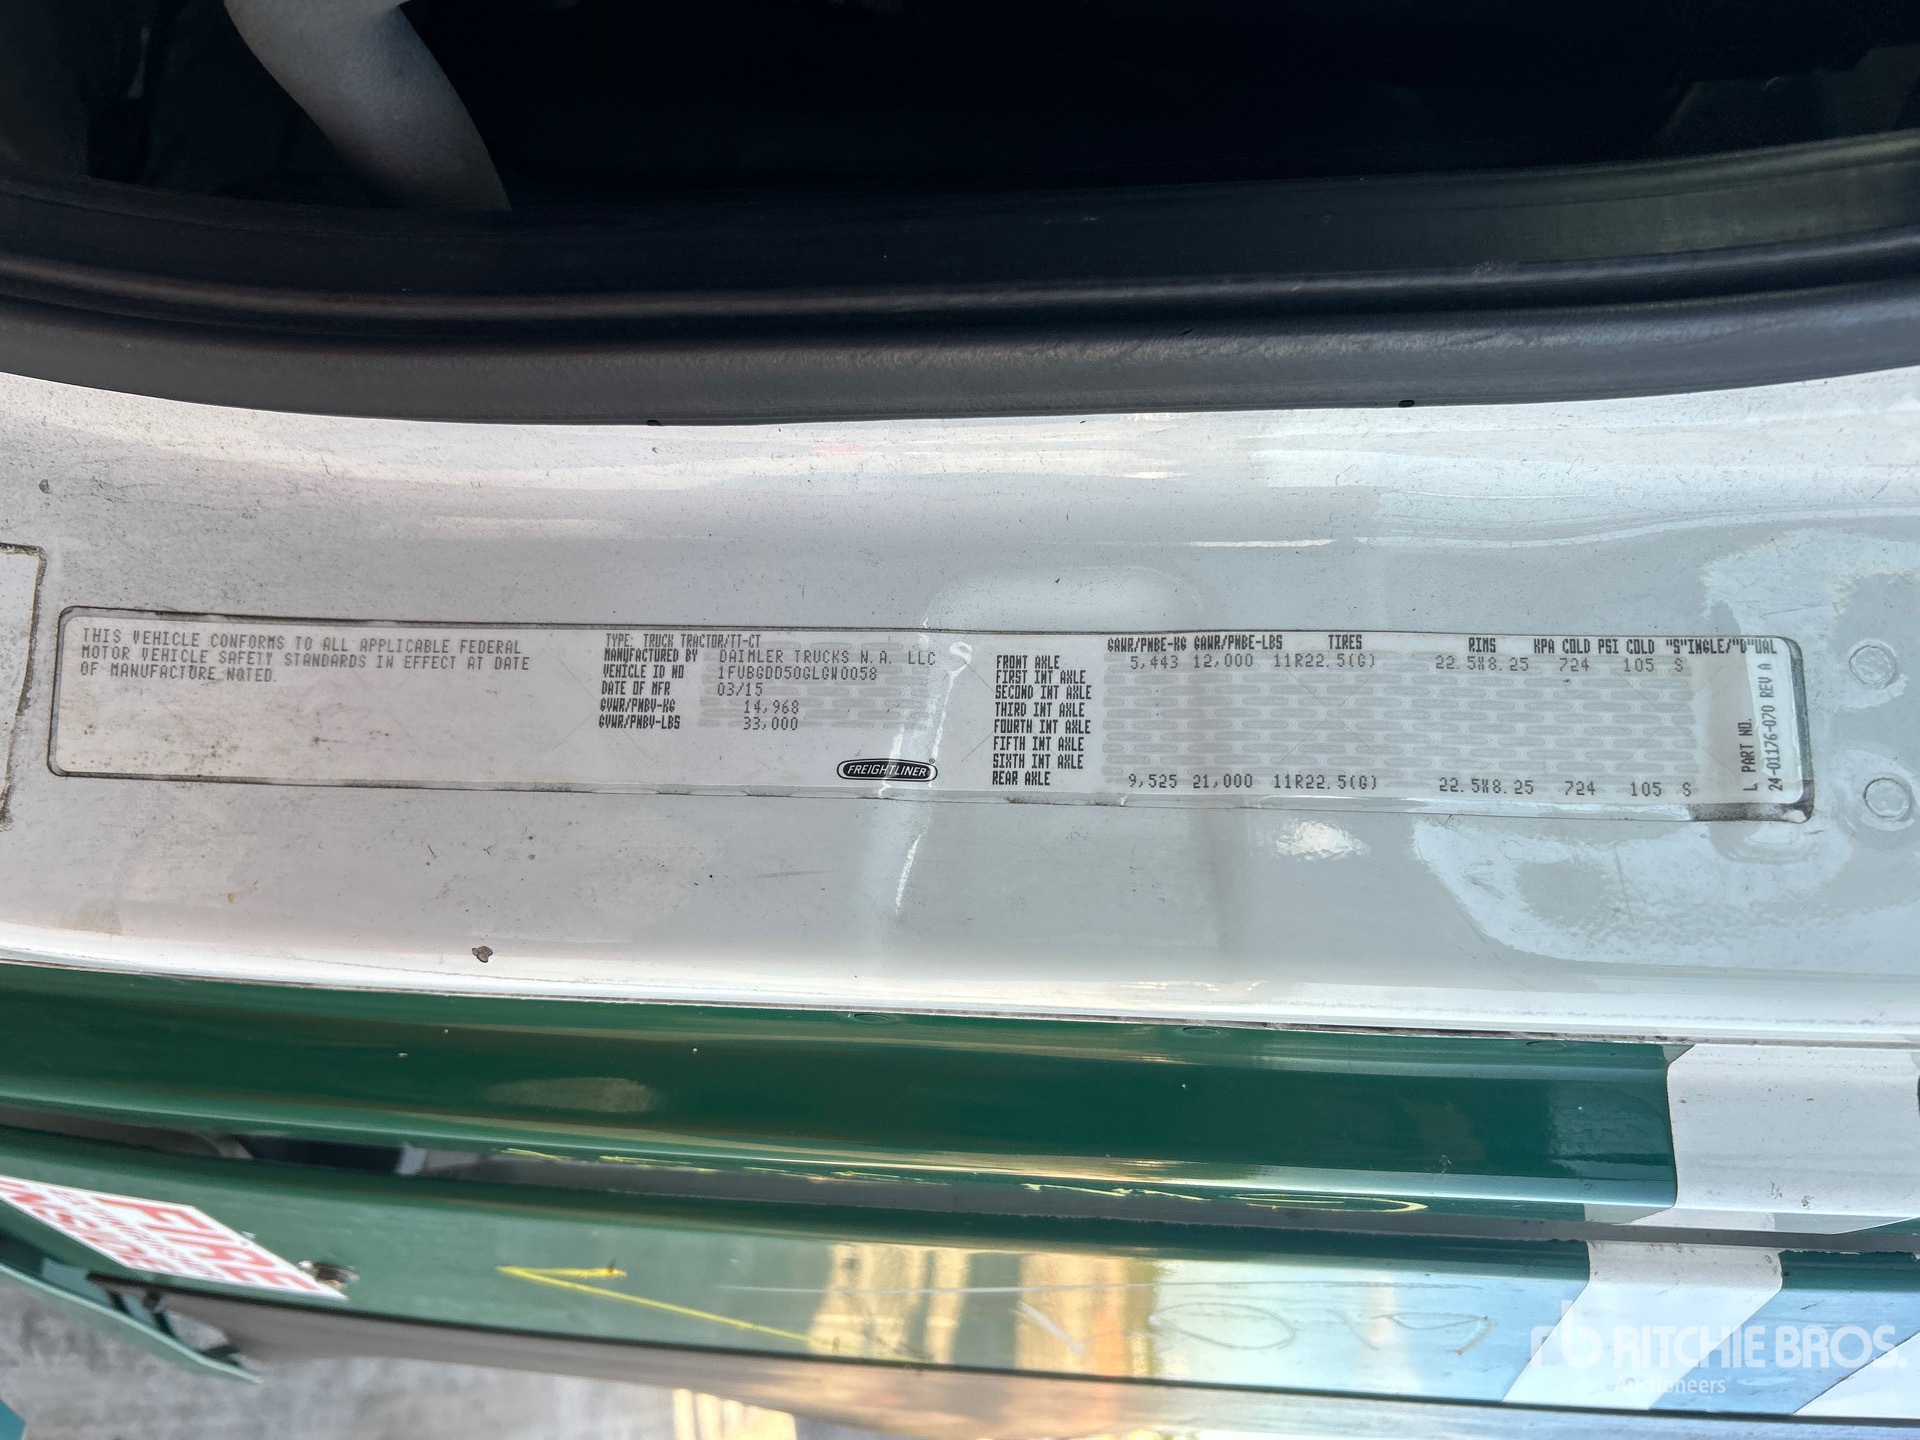 THIS VEHICLE CONFORMS TO ALL APPLICABLE FEDERAL
MOTOR VEHICLE SAFETY STANDARDS IN EFFECT AT DATE
OF MANUFACTURE NOTED.
TYPE: TRUCK TRACTOR/TT-CT
MANUFACTURED BY DAIMLER TRUCKS N.A. LLC
VEHICLE ID NO 1FVBGDD50GLGW0058
DATE OF MFR 03/15
GVWR/PNBV-KG 14,968
GVWR/PNBV-LBS 33,000
FREIGHTLINER
GAWR/PNBE-KG GAWR/PNBE-LBS TIRES RIMS KPA COLD PSI COLD "S"INGLE/"D"UAL
FRONT AXLE 5,443 12,000 11R22.5(G) 22.5X8.25 724 105 S
FIRST INT AXLE
SECOND INT AXLE
THIRD INT AXLE
FOURTH INT AXLE
FIFTH INT AXLE
SIXTH INT AXLE
REAR AXLE 9,525 21,000 11R22.5(G) 22.5X8.25 724 105 S
L PART NO.
24-01176-070 REV A
rb RITCHIE BROS.
Auctioneers